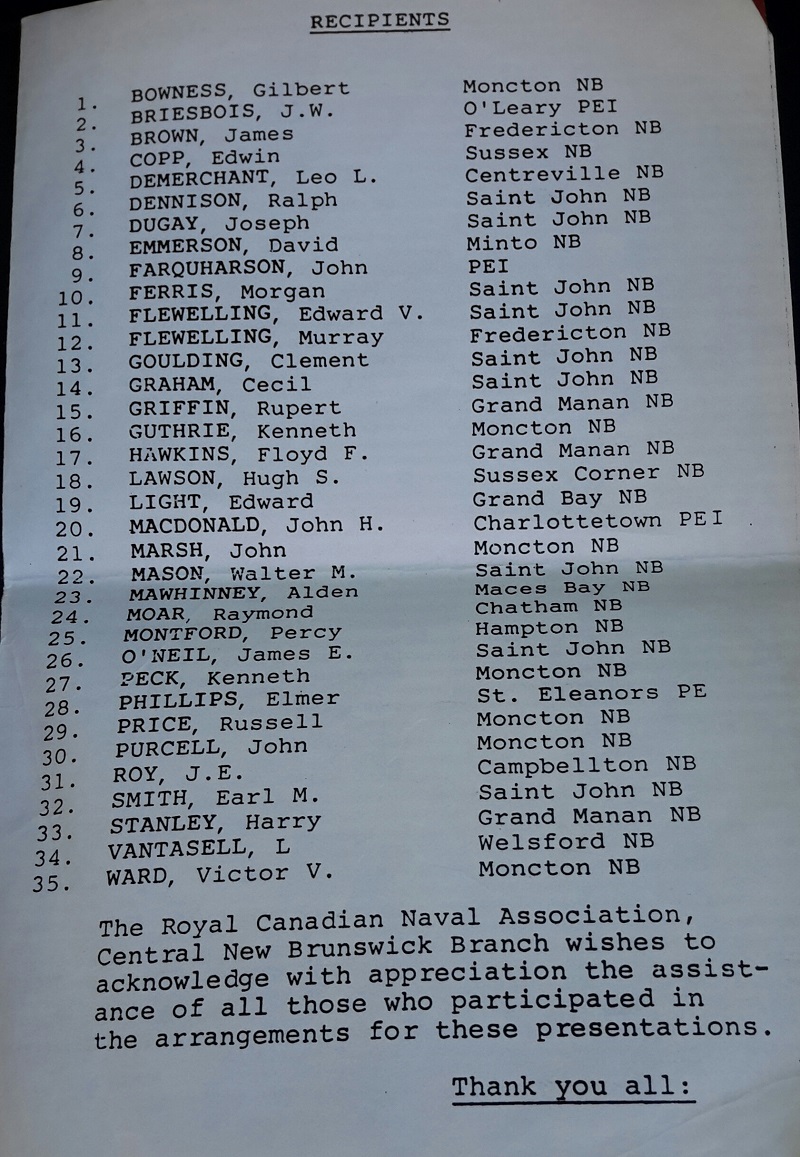 RECIPIENTS
1. BOWNESS, Gilbert Moncton NB
2. BRIESBOIS, J.W. O'Leary PEI
3. BROWN, James Fredericton NB
4. COPP, Edwin Sussex NB
5. DEMERCHANT, Leo L. Centreville NB
6. DENNISON, Ralph Saint John NB
7. DUGAY, Joseph Saint John NB
8. EMMERSON, David Minto NB
9. FARQUHARSON, John PEI
10. FERRIS, Morgan Saint John NB
11. FLEWELLING, Edward V. Saint John NB
12. FLEWELLING, Murray Fredericton NB
13. GOULDING, Clement Saint John NB
14. GRAHAM, Cecil Saint John NB
15. GRIFFIN, Rupert Grand Manan NB
16. GUTHRIE, Kenneth Moncton NB
17. HAWKINS, Floyd F. Grand Manan NB
18. LAWSON, Hugh S. Sussex Corner NB
19. LIGHT, Edward Grand Bay NB
20. MACDONALD, John H. Charlottetown PEI
21. MARSH, John Moncton NB
22. MASON, Walter M. Saint John NB
23. MAWHINNEY, Alden Maces Bay NB
24. MOAR, Raymond Chatham NB
25. MONTFORD, Percy Hampton NB
26. O'NEIL, James E. Saint John NB
27. PECK, Kenneth Moncton NB
28. PHILLIPS, Elmer St. Eleanors PE
29. PRICE, Russell Moncton NB
30. PURCELL, John Moncton NB
31. ROY, J.E. Campbellton NB
32. SMITH, Earl M. Saint John NB
33. STANLEY, Harry Grand Manan NB
34. VANTASELL, L Welsford NB
35. WARD, Victor V. Moncton NB
The Royal Canadian Naval Association,
Central New Brunswick Branch wishes to
acknowledge with appreciation the assist-
ance of all those who participated in
the arrangements for these presentations.
Thank you all: